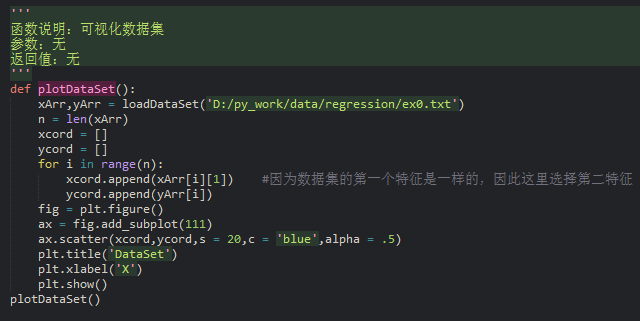 '''
函数说明：可视化数据集
参数：无
返回值：无
'''
def plotDataSet():
    xArr,yArr = loadDataSet('D:/py_work/data/regression/ex0.txt')
    n = len(xArr)
    xcord = []
    ycord = []
    for i in range(n):
        xcord.append(xArr[i][1])    #因为数据集的第一个特征是一样的，因此这里选择第二特征
        ycord.append(yArr[i])
    fig = plt.figure()
    ax = fig.add_subplot(111)
    ax.scatter(xcord,ycord,s = 20,c = 'blue',alpha = .5)
    plt.title('DataSet')
    plt.xlabel('X')
    plt.show()
plotDataSet()